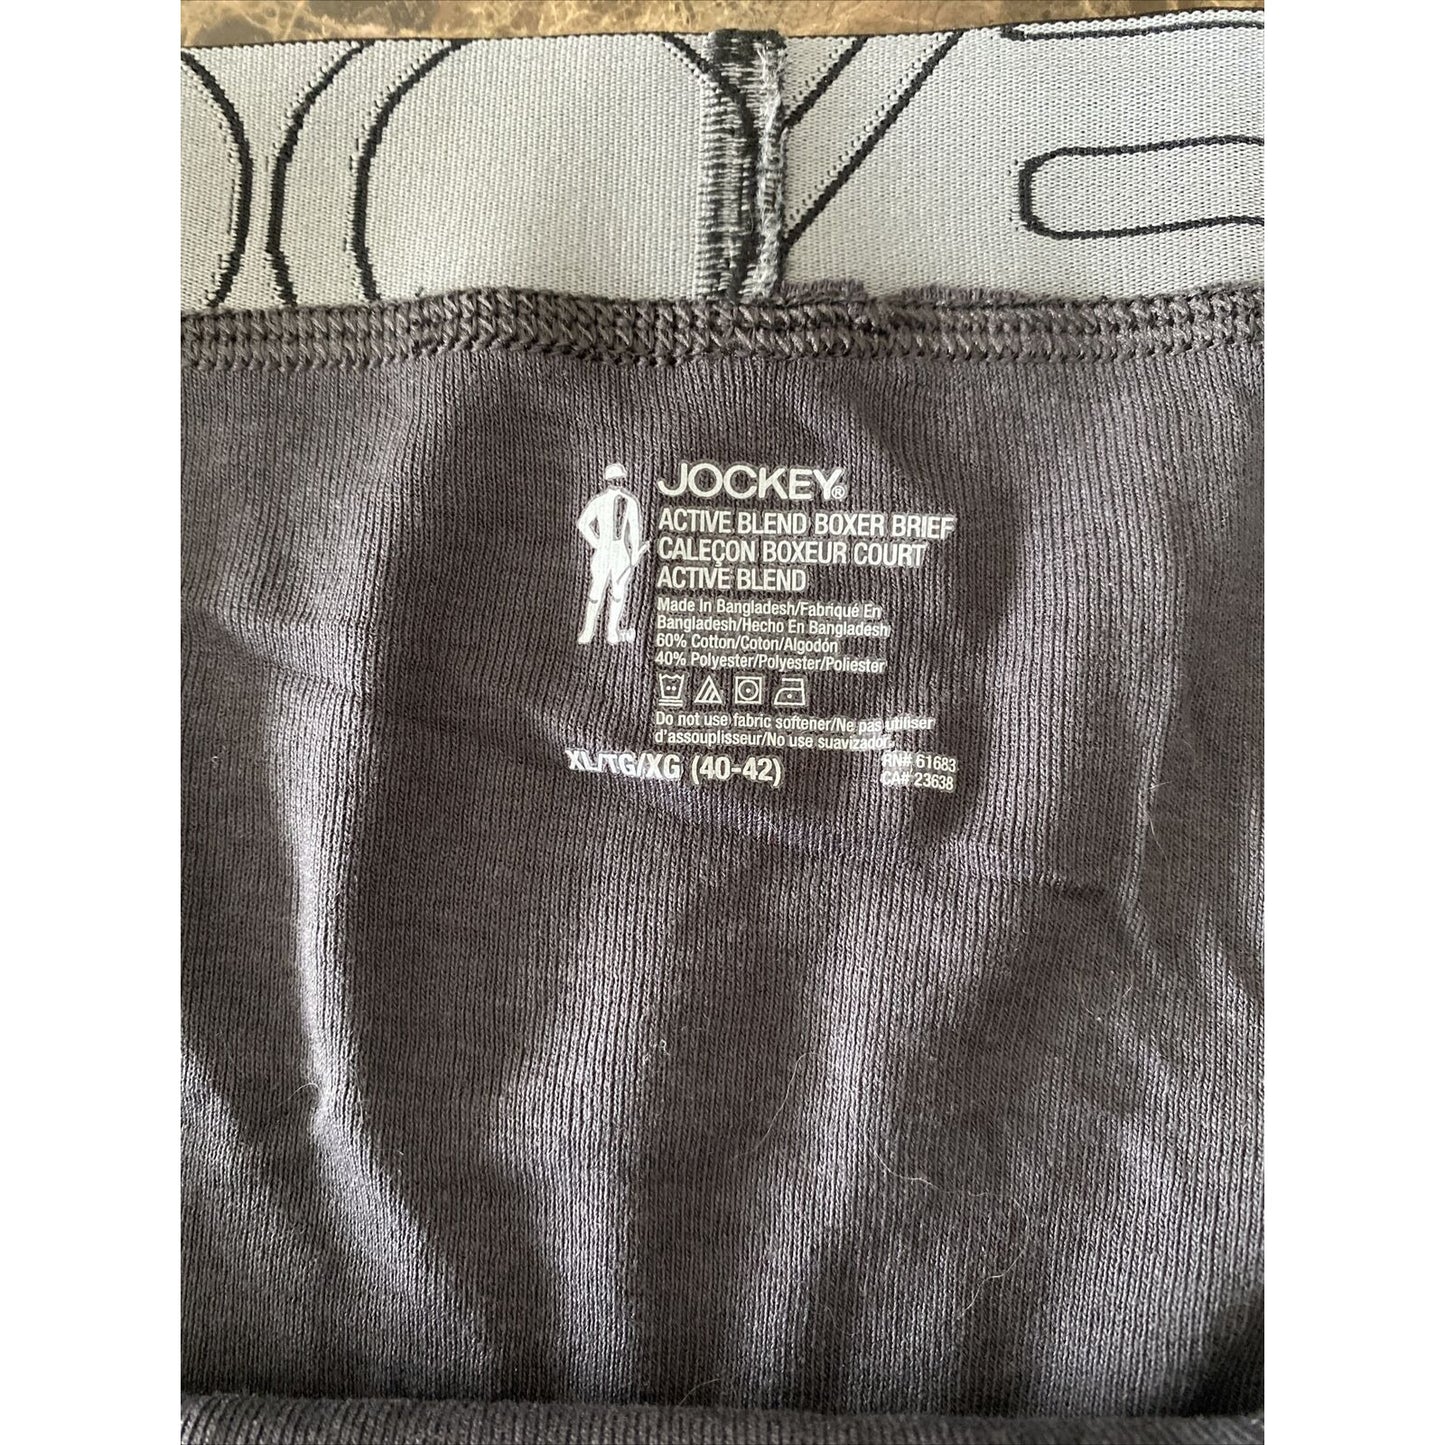 JOCKEY®
ACTIVE BLEND BOXER BRIEF
CALEÇON BOXEUR COURT
ACTIVE BLEND
Made In Bangladesh/Fabriqué En
Bangladesh/Hecho En Bangladesh
60% Cotton/Coton/Algodón
40% Polyester/Polyester/Poliester
Do not use fabric softener/Ne pas utiliser
d'assouplisseur/No use suavizador
XL/TG/XG (40-42)
RN# 61683
CA# 23638